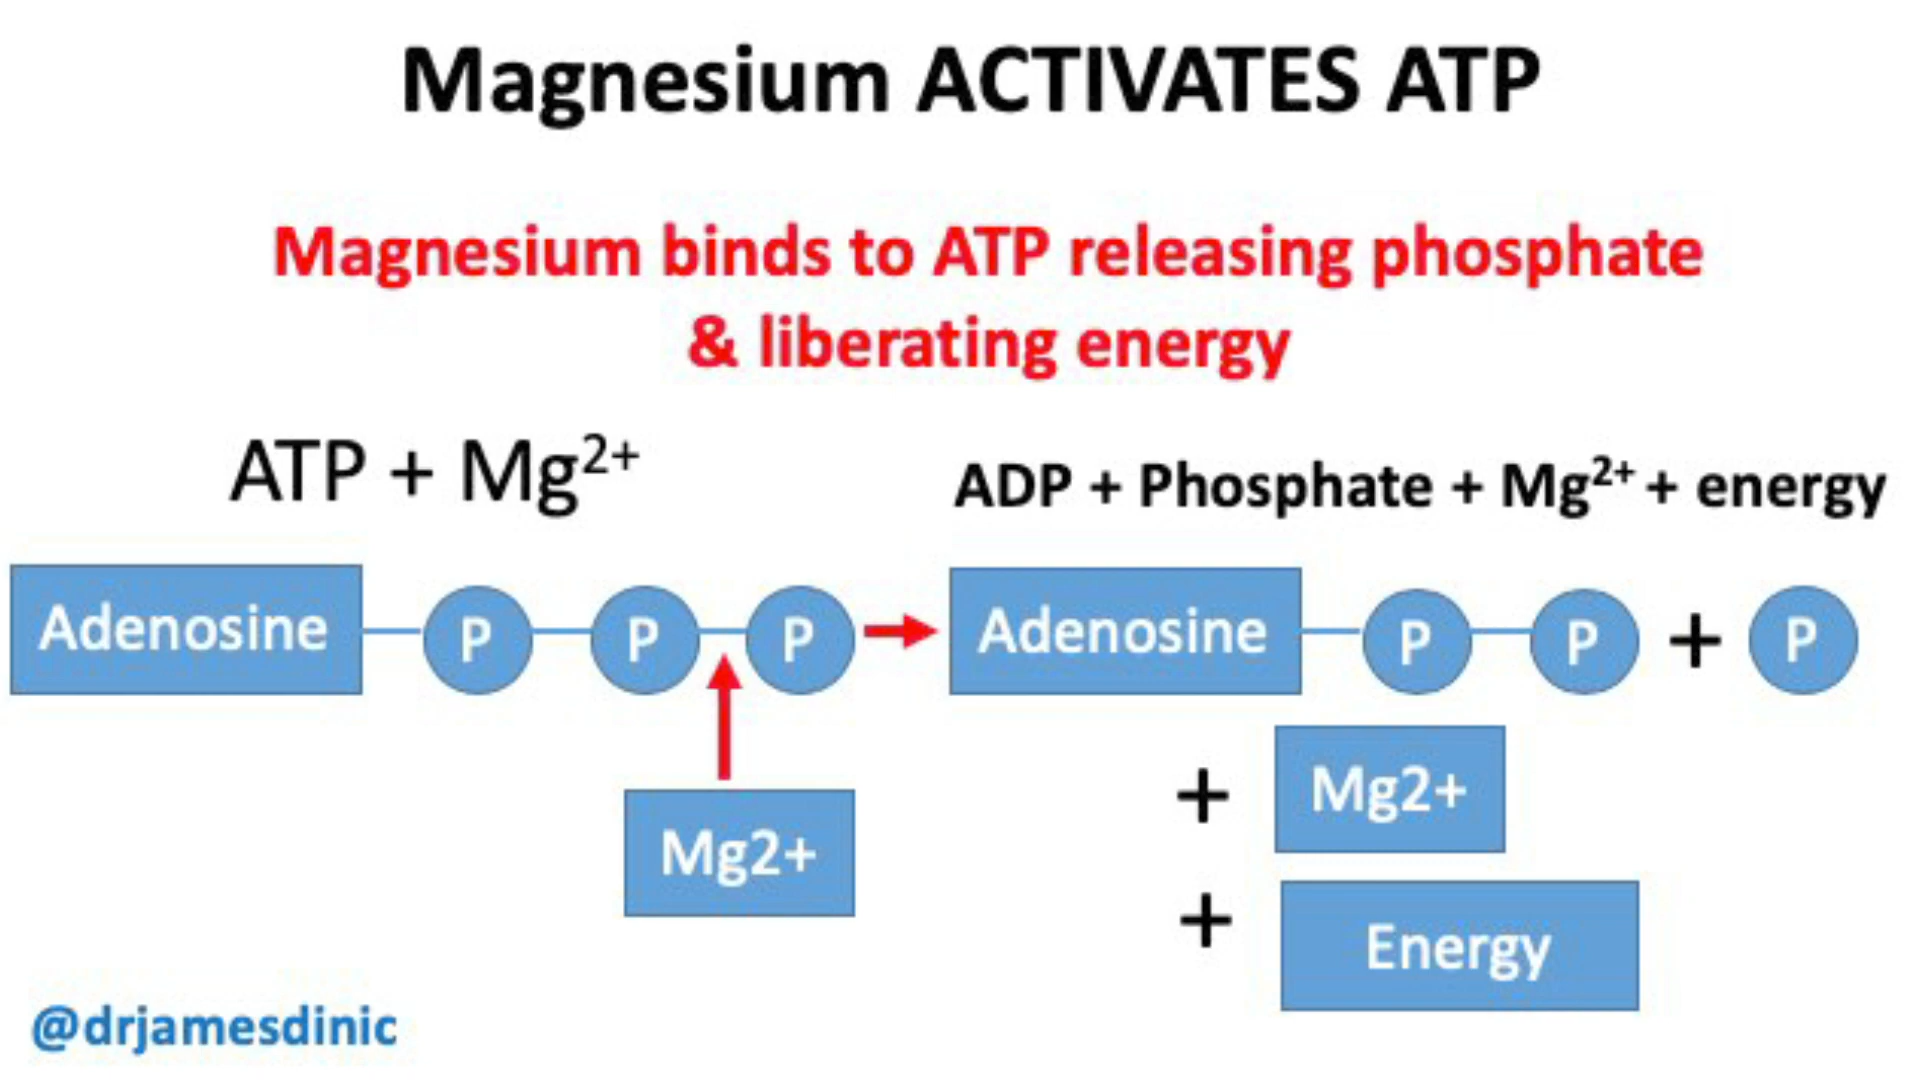 Magnesium ACTIVATES ATP
Magnesium binds to ATP releasing phosphate
& liberating energy
ATP + Mg²⁺
ADP + Phosphate + Mg²⁺ + energy
Adenosine P P P Adenosine P P + P
Mg2+
+ Mg2+
+ Energy
@drjamesdinic